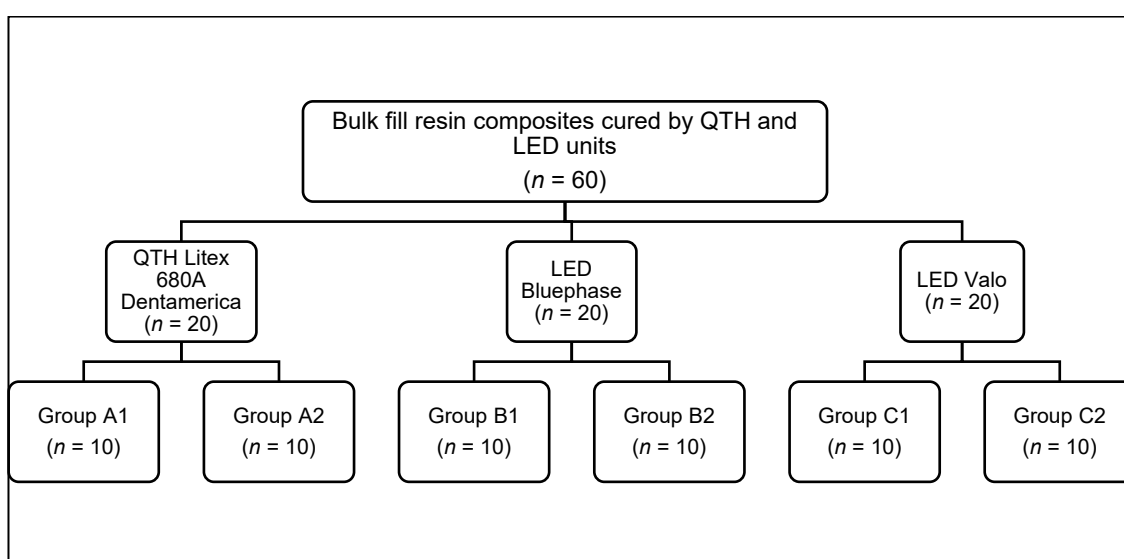 Bulk fill resin composites cured by QTH and
LED units
(n = 60)
QTH Litex
680A
Dentamerica
(n = 20)
LED
Bluephase
(n = 20)
LED Valo
(n = 20)
Group A1
(n = 10)
Group A2
(n = 10)
Group B1
(n = 10)
Group B2
(n = 10)
Group C1
(n = 10)
Group C2
(n = 10)